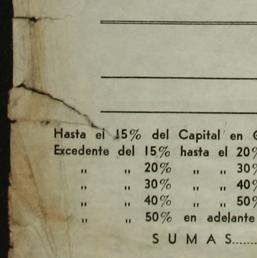 Hasta el 15% del Capital en
Excedente del 15% hasta el 20%
" " 20% " " 30%
" " 30% " " 40%
" " 40% " " 50%
" " 50% en adelante
SUMAS......